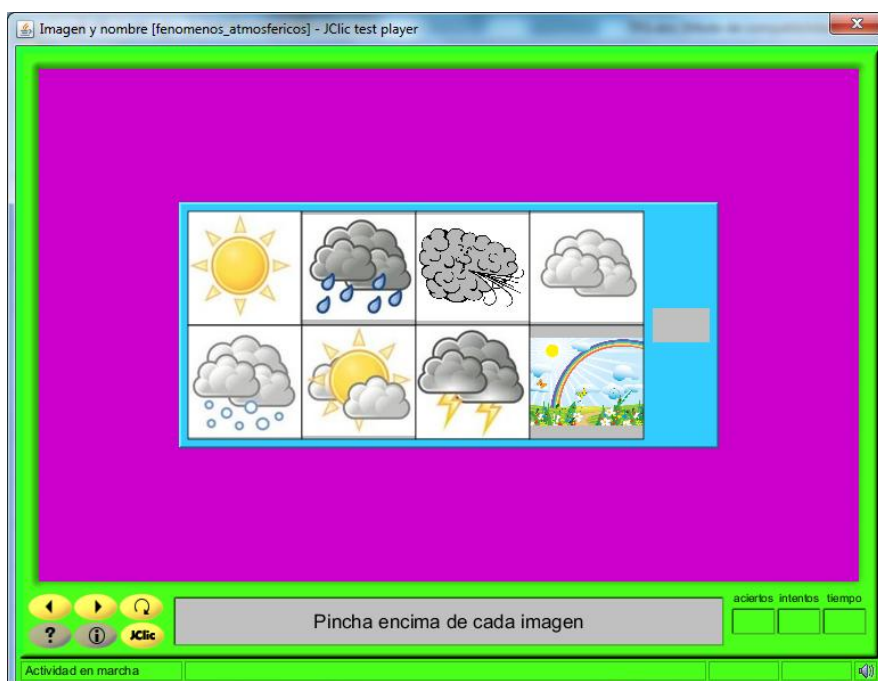 Imagen y nombre [fenomenos_atmosfericos] - JClic test player
aciertos intentos tiempo
Pincha encima de cada imagen
? i JClic
Actividad en marcha